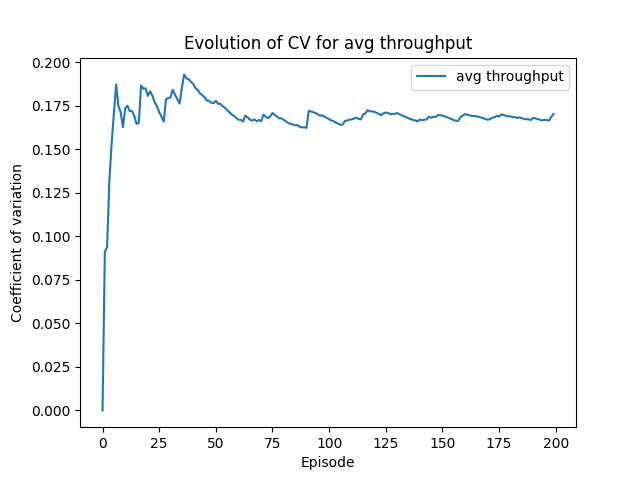 Evolution of CV for avg throughput
avg throughput
Coefficient of variation
0.200
0.175
0.150
0.125
0.100
0.075
0.050
0.025
0.000
0 25 50 75 100 125 150 175 200
Episode